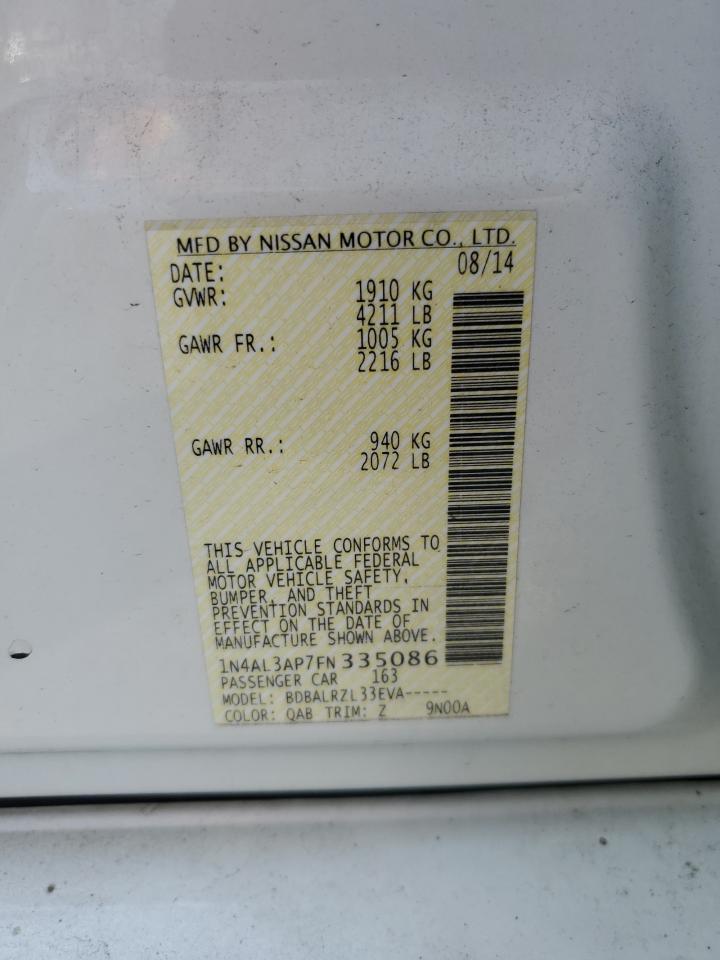 MFD BY NISSAN MOTOR CO., LTD.
DATE: 08/14
GVWR: 1910 KG
4211 LB
GAWR FR.: 1005 KG
2216 LB
GAWR RR.: 940 KG
2072 LB
THIS VEHICLE CONFORMS TO
ALL APPLICABLE FEDERAL
MOTOR VEHICLE SAFETY,
BUMPER, AND THEFT
PREVENTION STANDARDS IN
EFFECT ON THE DATE OF
MANUFACTURE SHOWN ABOVE.
1N4AL3AP7FN335086
PASSENGER CAR 163
MODEL: BDBALRZL33EVA-----
COLOR: QAB TRIM: Z 9N00A